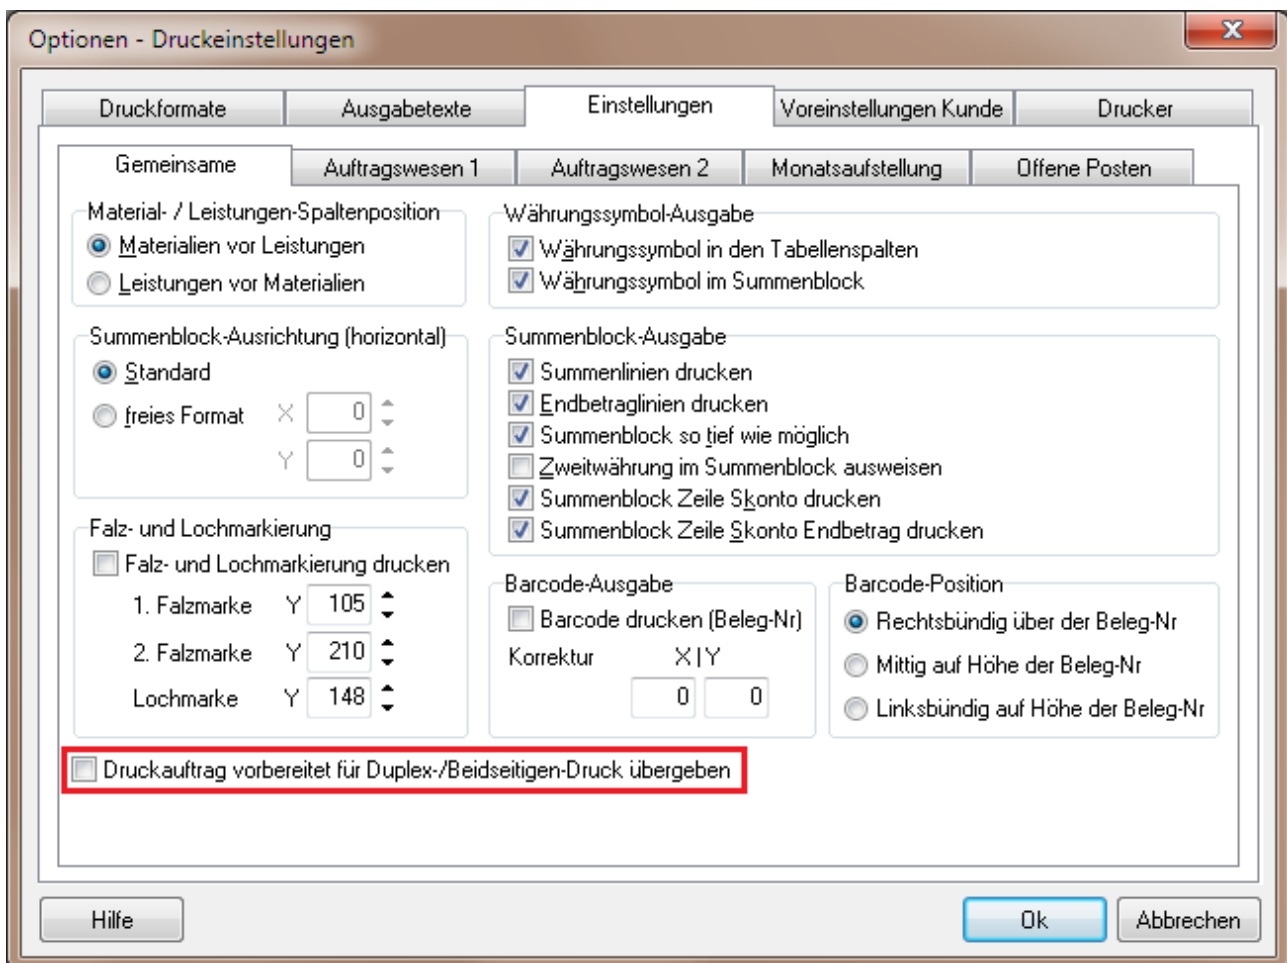 Optionen - Druckeinstellungen
Druckformate Ausgabetexte Einstellungen Voreinstellungen Kunde Drucker
Gemeinsame Auftragswesen 1 Auftragswesen 2 Monatsaufstellung Offene Posten
Material- / Leistungen-Spaltenposition
Materialien vor Leistungen
Leistungen vor Materialien
Währungssymbol-Ausgabe
Währungssymbol in den Tabellenspalten
Währungssymbol im Summenblock
Summenblock-Ausrichtung (horizontal)
Standard
freies Format X 0
Y 0
Summenblock-Ausgabe
Summenlinien drucken
Endbetraglinien drucken
Summenblock so tief wie möglich
Zweitwährung im Summenblock ausweisen
Summenblock Zeile Skonto drucken
Summenblock Zeile Skonto Endbetrag drucken
Falz- und Lochmarkierung
Falz- und Lochmarkierung drucken
1. Falzmarke Y 105
2. Falzmarke Y 210
Lochmarke Y 148
Barcode-Ausgabe
Barcode drucken (Beleg-Nr)
Korrektur X | Y
0 0
Barcode-Position
Rechtsbündig über der Beleg-Nr
Mittig auf Höhe der Beleg-Nr
Linksbündig auf Höhe der Beleg-Nr
Druckauftrag vorbereitet für Duplex-/Beidseitigen-Druck übergeben
Hilfe Ok Abbrechen